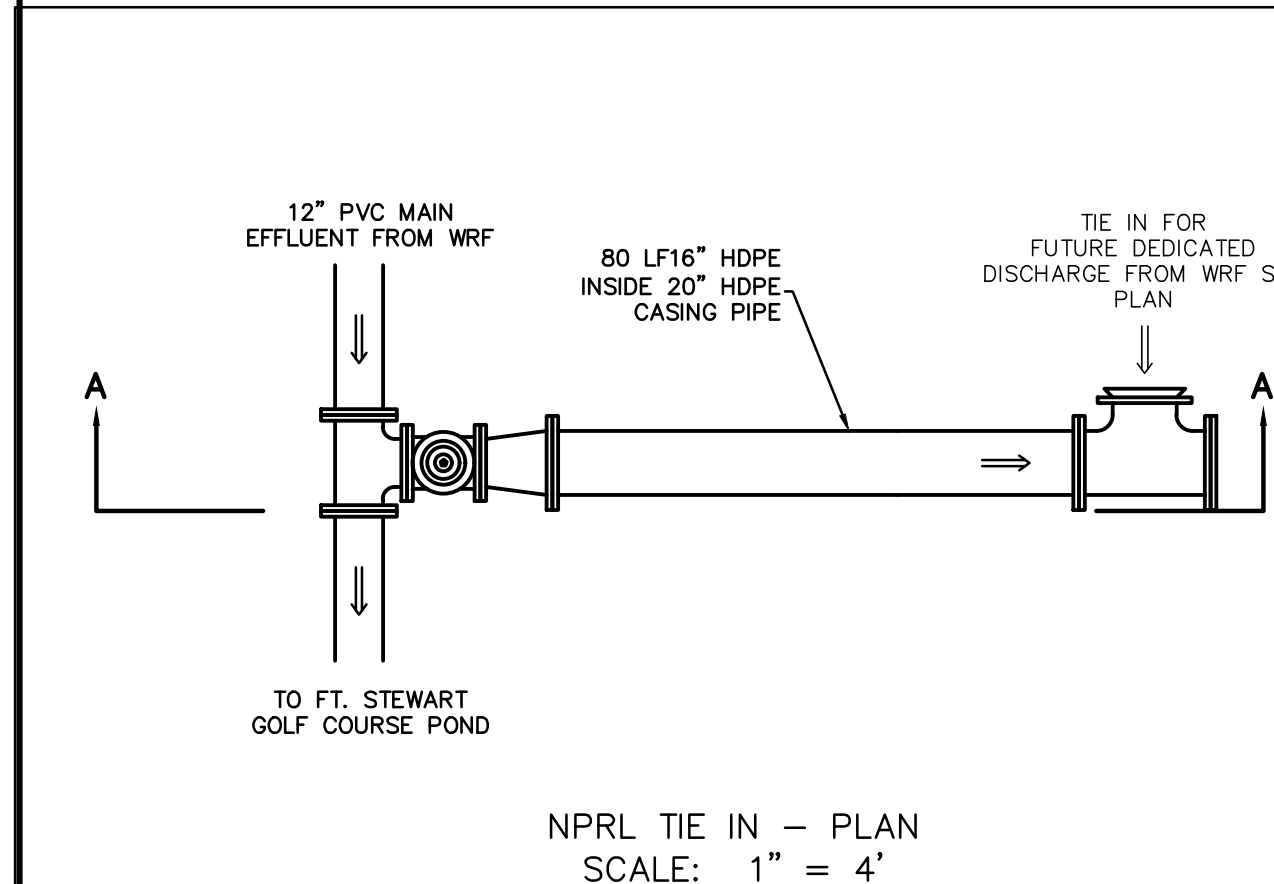 12” PVC MAIN
EFFLUENT FROM WRF
80 LF16” HDPE
INSIDE 20” HDPE
CASING PIPE
TIE IN FOR
FUTURE DEDICATED
DISCHARGE FROM WRF S
PLAN
A
A
TO FT. STEWART
GOLF COURSE POND
NPRL TIE IN – PLAN
SCALE: 1” = 4’